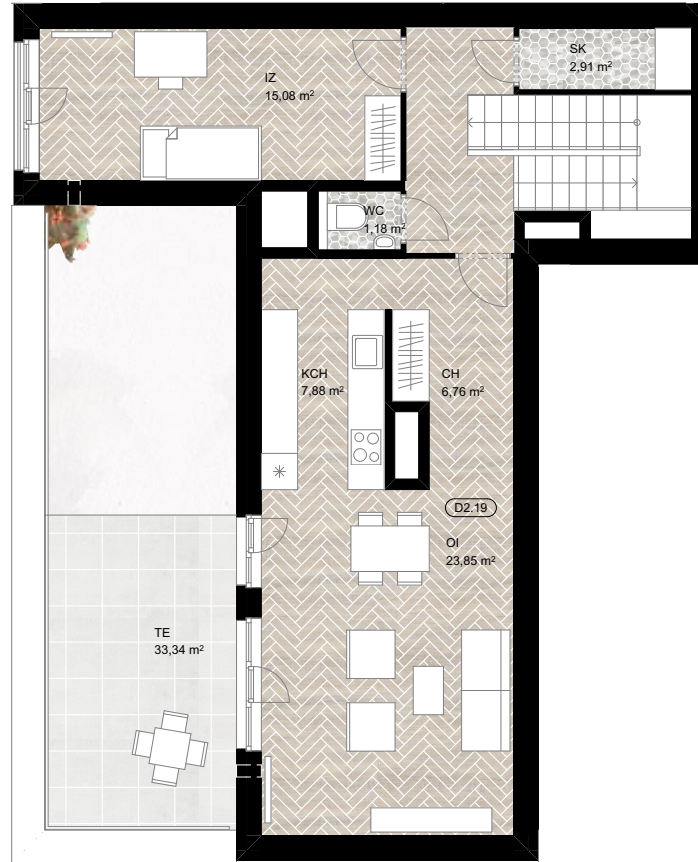 SK
2,91 m²
IZ
15,08 m²
WC
1,18 m²
KCH
7,88 m²
CH
6,76 m²
D2.19
OI
23,85 m²
TE
33,34 m²